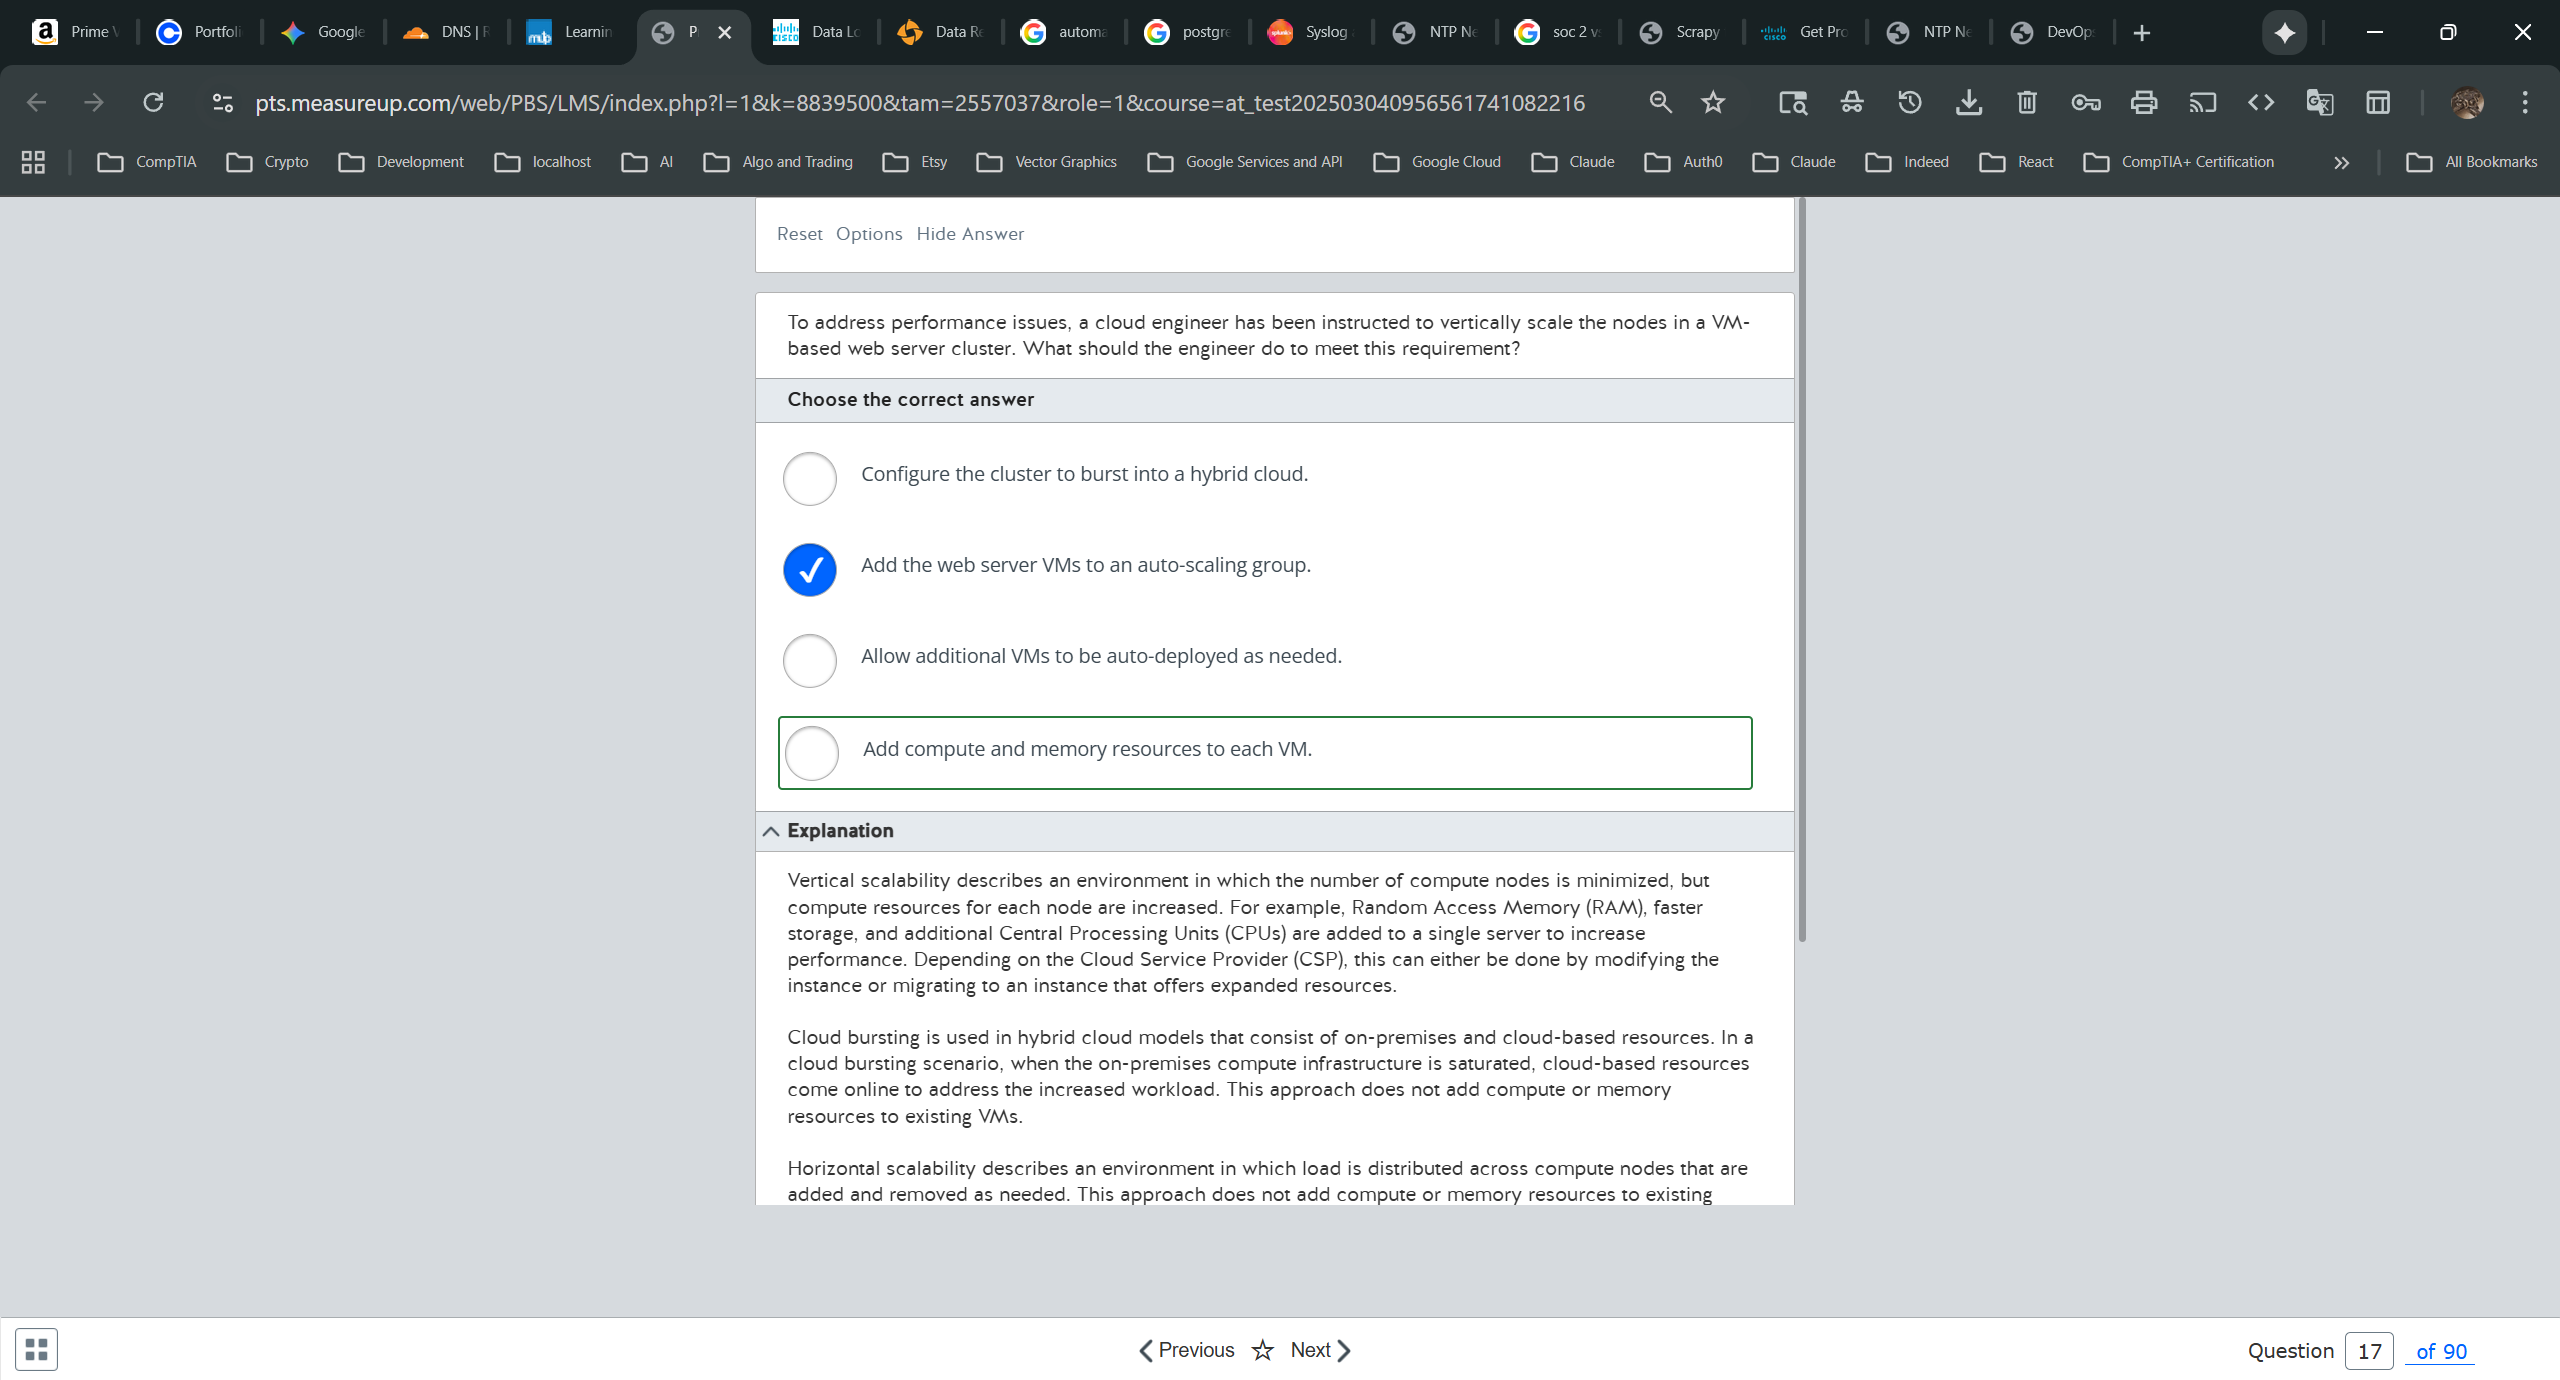 Prime V
Portfoli
Google
DNS | R
Learnin
P
Data Lo
Data Re
automa
postgre
Syslog
NTP Ne
soc 2 v
Scrapy
Get Pro
NTP Ne
DevOp
pts.measureup.com/web/PBS/LMS/index.php?l=1&k=8839500&tam=2557037&role=1&course=at_test202503040956561741082216
CompTIA Crypto Development localhost AI Algo and Trading Etsy Vector Graphics Google Services and API Google Cloud Claude Auth0 Claude Indeed React CompTIA+ Certification All Bookmarks
Reset Options Hide Answer
To address performance issues, a cloud engineer has been instructed to vertically scale the nodes in a VM-
based web server cluster. What should the engineer do to meet this requirement?
Choose the correct answer
Configure the cluster to burst into a hybrid cloud.
Add the web server VMs to an auto-scaling group.
Allow additional VMs to be auto-deployed as needed.
Add compute and memory resources to each VM.
Explanation
Vertical scalability describes an environment in which the number of compute nodes is minimized, but
compute resources for each node are increased. For example, Random Access Memory (RAM), faster
storage, and additional Central Processing Units (CPUs) are added to a single server to increase
performance. Depending on the Cloud Service Provider (CSP), this can either be done by modifying the
instance or migrating to an instance that offers expanded resources.
Cloud bursting is used in hybrid cloud models that consist of on-premises and cloud-based resources. In a
cloud bursting scenario, when the on-premises compute infrastructure is saturated, cloud-based resources
come online to address the increased workload. This approach does not add compute or memory
resources to existing VMs.
Horizontal scalability describes an environment in which load is distributed across compute nodes that are
added and removed as needed. This approach does not add compute or memory resources to existing
Previous Next
Question 17 of 90